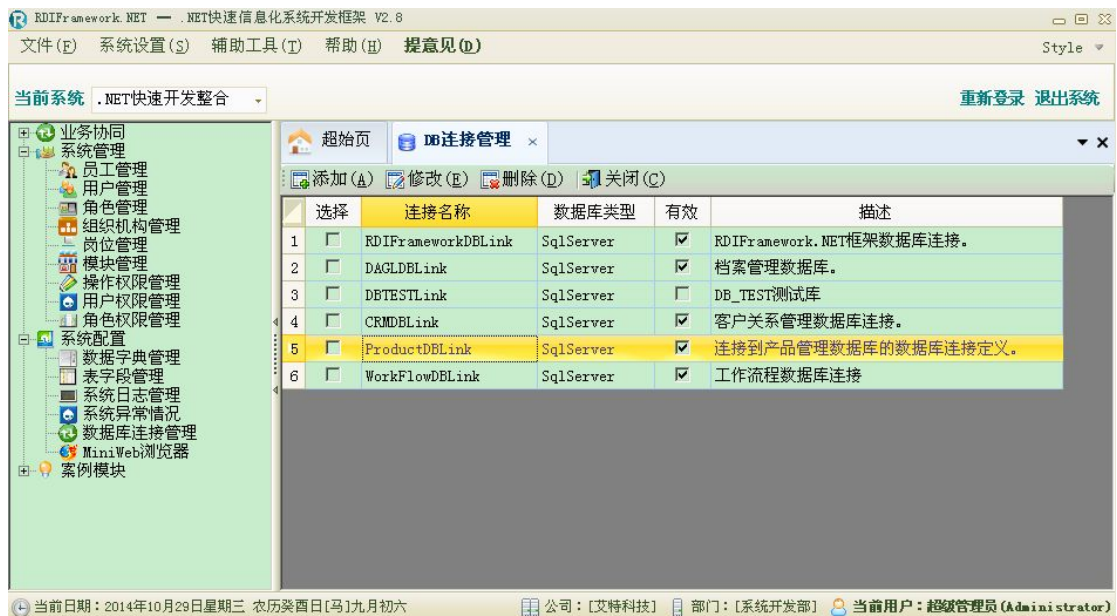 RDIFramework.NET — .NET快速信息化系统开发框架 V2.8
文件(F) 系统设置(S) 辅助工具(T) 帮助(H) 提意见(D) Style
当前系统 .NET快速开发整合 重新登录 退出系统
业务协同
系统管理
员工管理
用户管理
角色管理
组织机构管理
岗位管理
模块管理
操作权限管理
用户权限管理
角色权限管理
系统配置
数据字典管理
表字段管理
系统日志管理
系统异常情况
数据库连接管理
MiniWeb浏览器
案例模块
超始页 DB连接管理 ×
添加(A) 修改(E) 删除(D) 关闭(C)
选择 连接名称 数据库类型 有效 描述
1 RDIFrameworkDBLink SqlServer RDIFramework.NET框架数据库连接。
2 DAGLDBLink SqlServer 档案管理数据库。
3 DBTESTLink SqlServer DB_TEST测试库
4 CRMDBLink SqlServer 客户关系管理数据库连接。
5 ProductDBLink SqlServer 连接到产品管理数据库的数据库连接定义。
6 WorkFlowDBLink SqlServer 工作流程数据库连接
当前日期：2014年10月29日星期三 农历癸酉日[马]九月初六 公司：[艾特科技] 部门：[系统开发部] 当前用户：超级管理员(Administrator)